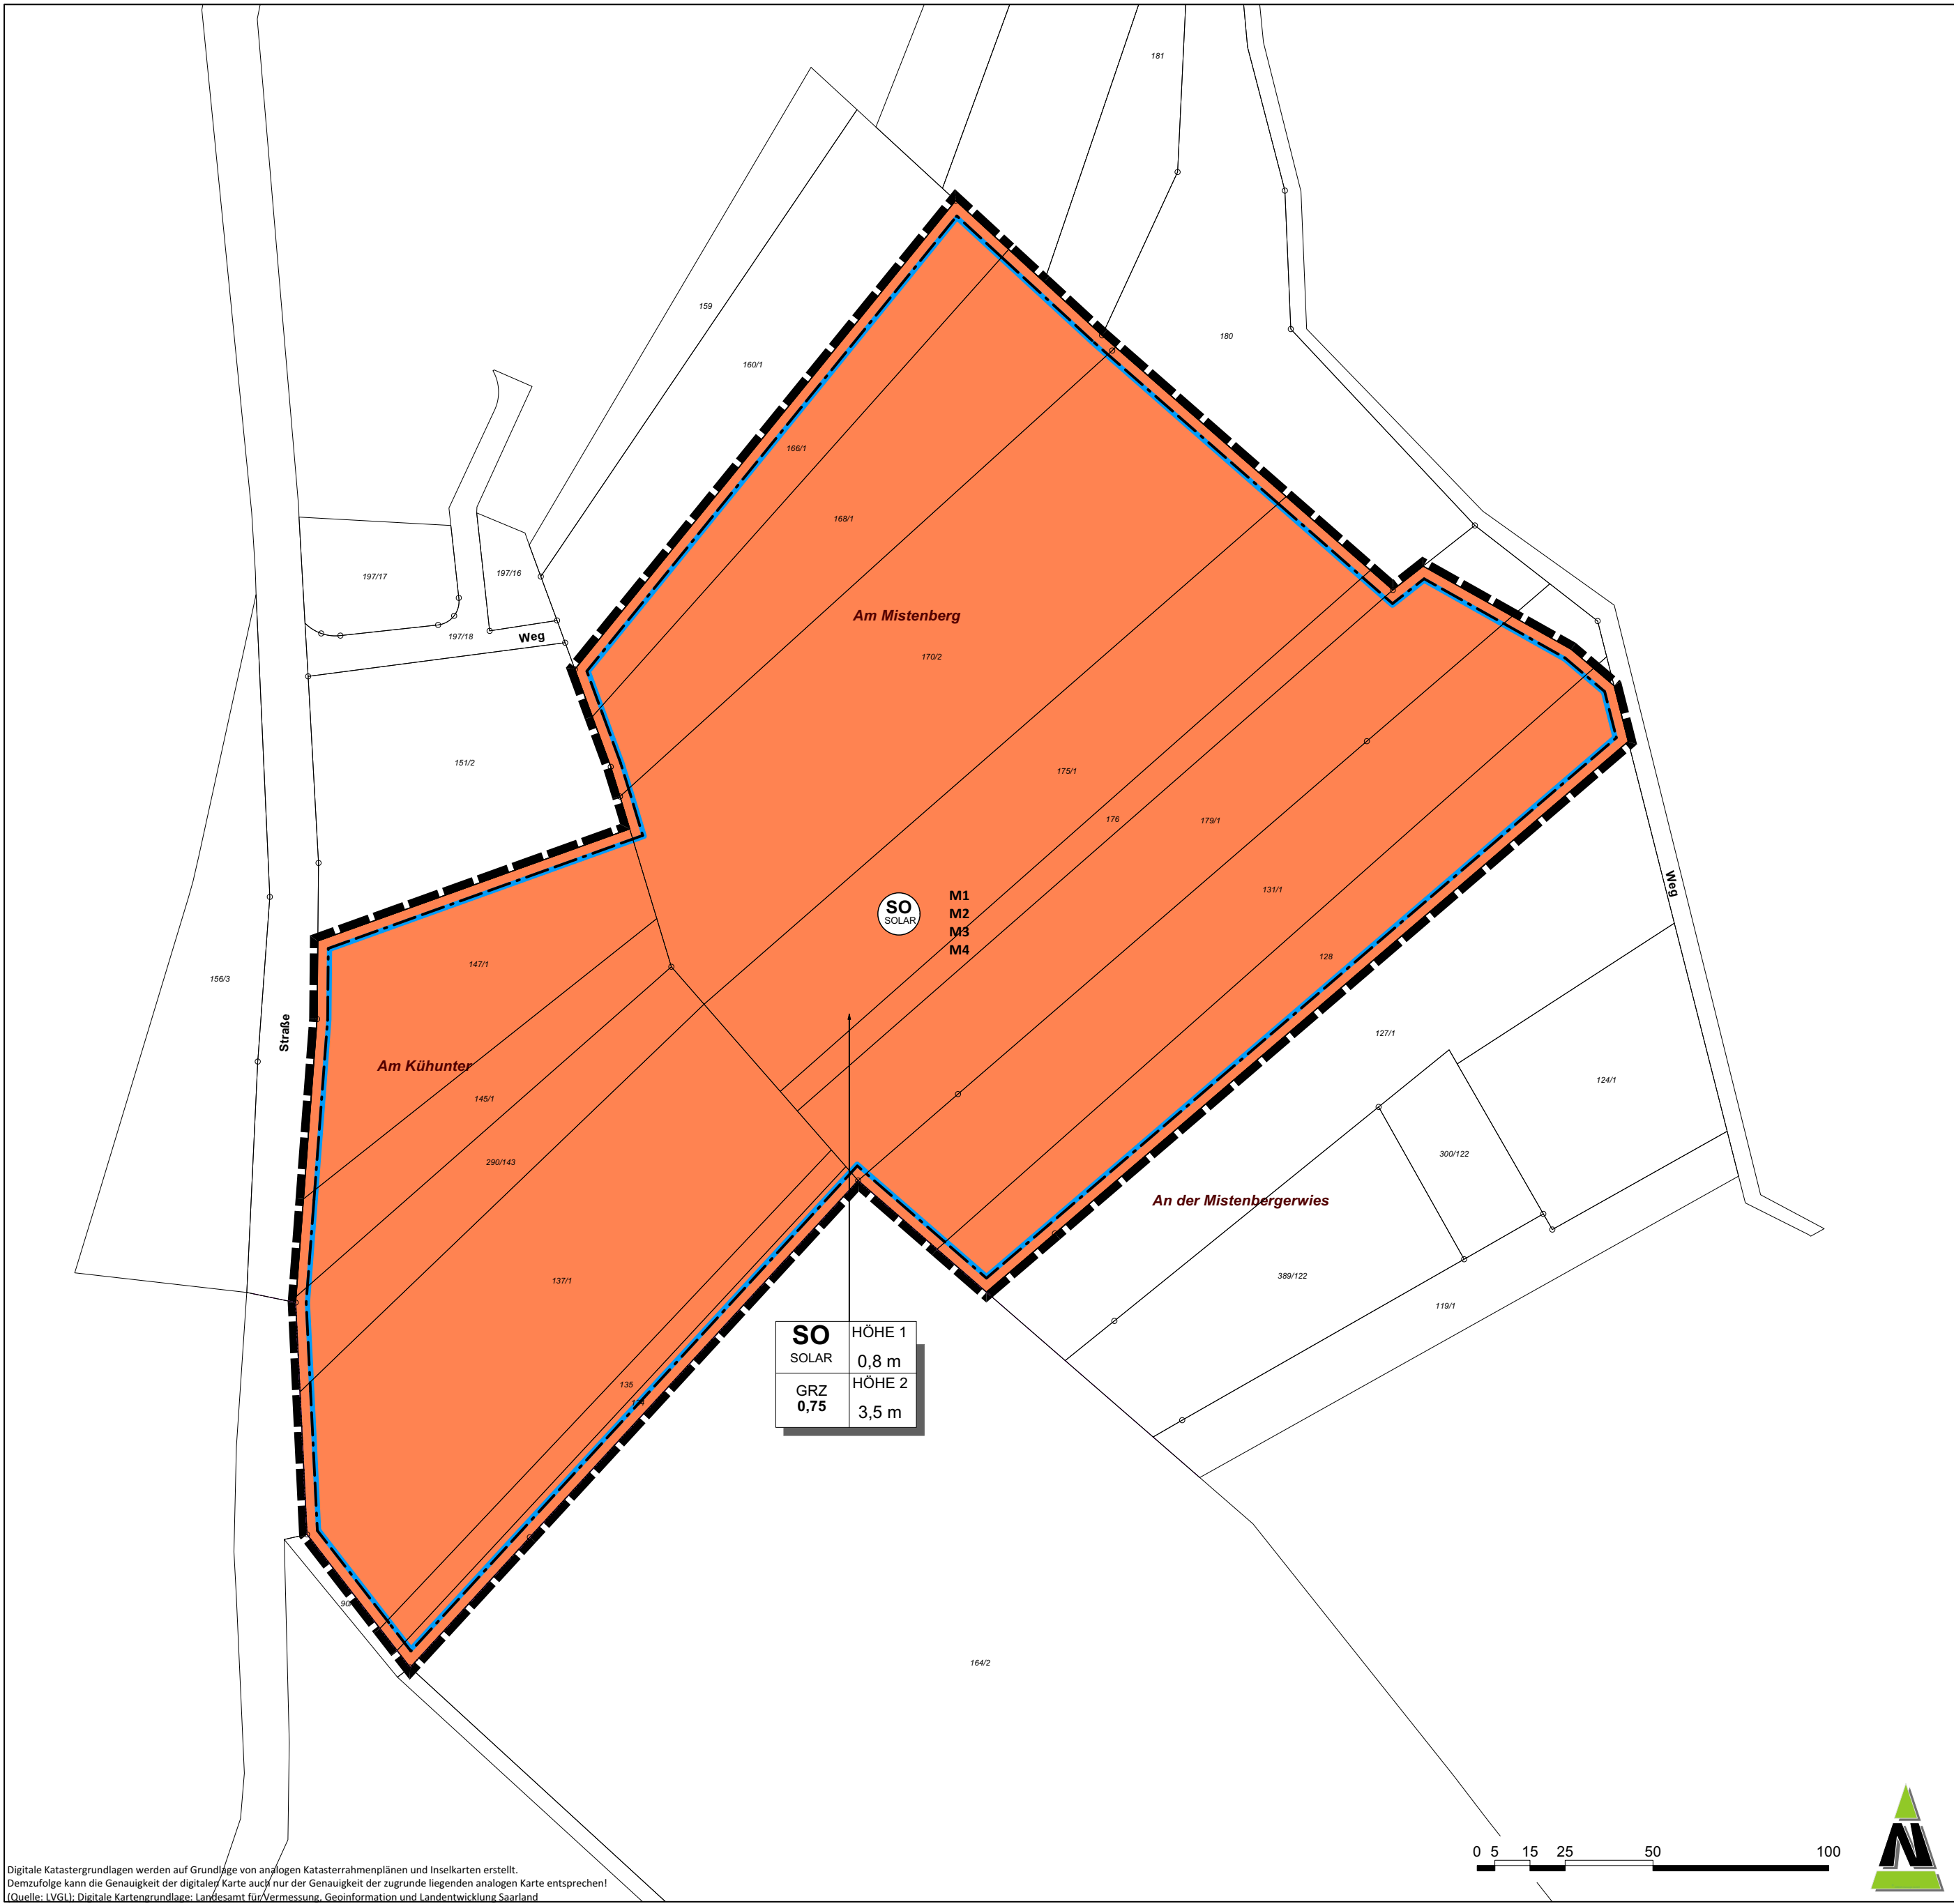 181
180
159
160/1
166/1
168/1
197/17
197/16
197/18
Weg
Am Mistenberg
170/2
151/2
175/1
176
179/1
131/1
Weg
SO
SOLAR
M1
M2
M3
M4
128
147/1
156/3
Straße
127/1
Am Kühunter
145/1
124/1
290/143
300/122
An der Mistenbergerwies
137/1
389/122
119/1
SO
SOLAR
HÖHE 1
0,8 m
GRZ
0,75
HÖHE 2
3,5 m
135
90
164/2
0 5 15 25 50 100
N
Digitale Katastergrundlagen werden auf Grundlage von analogen Katasterrahmenplänen und Inselkarten erstellt.
Demzufolge kann die Genauigkeit der digitalen Karte auch nur der Genauigkeit der zugrunde liegenden analogen Karte entsprechen!
(Quelle: LVGL); Digitale Kartengrundlage: Landesamt für Vermessung, Geoinformation und Landentwicklung Saarland